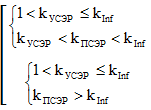 1 < k_УСЭР ≤ k_Inf
k_УСЭР < k_ПСЭР < k_Inf
1 < k_УСЭР ≤ k_Inf
k_ПСЭР > k_Inf